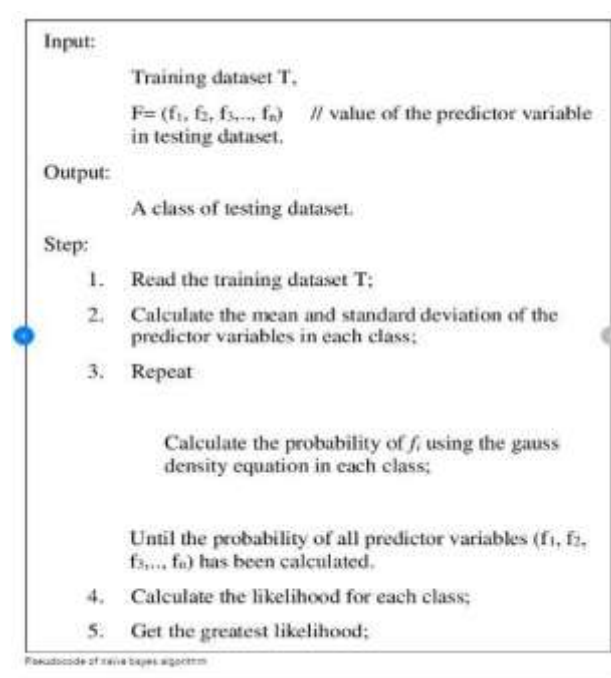 Input:
Training dataset T,
F= (f₁, f₂, f₃,.., fₙ) // value of the predictor variable
in testing dataset.
Output:
A class of testing dataset.
Step:
1. Read the training dataset T;
2. Calculate the mean and standard deviation of the
predictor variables in each class;
3. Repeat
Calculate the probability of fᵢ using the gauss
density equation in each class;
Until the probability of all predictor variables (f₁, f₂,
f₃,..., fₙ) has been calculated.
4. Calculate the likelihood for each class;
5. Get the greatest likelihood;
Pseudocode of naive bayes algorithm